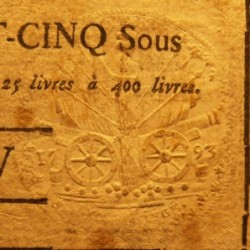 T-CINQ Sous
25 livres à 400 livres.
17 93